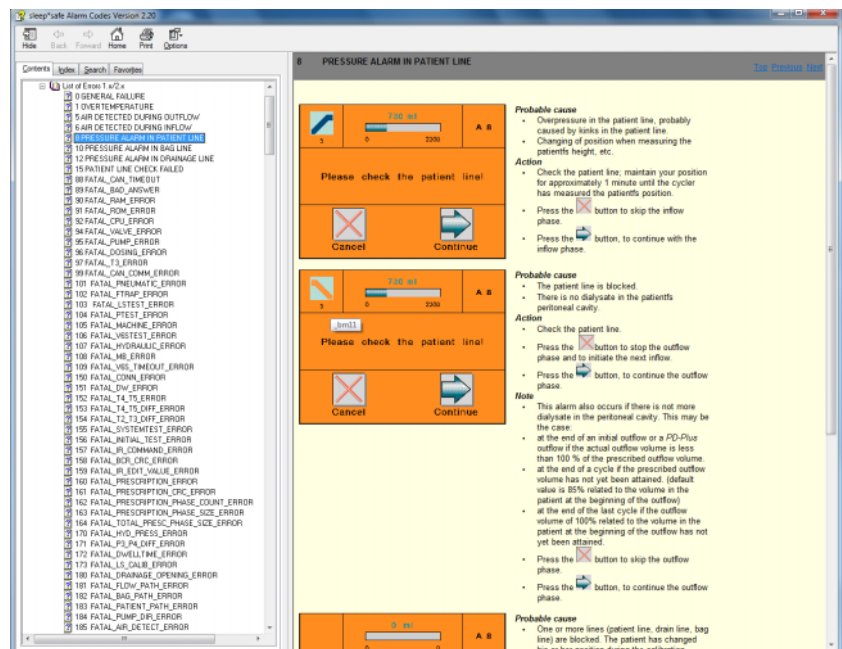 sleep*safe Alarm Codes Version 2.20
Hide Back Forward Home Print Options
Contents Index Search Favorites
List of Errors 1.x/2.x
0 GENERAL FAILURE
1 OVERTEMPERATURE
5 AIR DETECTED DURING OUTFLOW
6 AIR DETECTED DURING INFLOW
8 PRESSURE ALARM IN PATIENT LINE
10 PRESSURE ALARM IN BAG LINE
12 PRESSURE ALARM IN DRAINAGE LINE
15 PATIENT LINE CHECK FAILED
88 FATAL_CAN_TIMEOUT
89 FATAL_BAD_ANSWER
90 FATAL_RAM_ERROR
91 FATAL_ROM_ERROR
92 FATAL_CPU_ERROR
94 FATAL_VALVE_ERROR
95 FATAL_PUMP_ERROR
96 FATAL_DOSING_ERROR
97 FATAL_T3_ERROR
99 FATAL_CAN_COMM_ERROR
101 FATAL_PNEUMATIC_ERROR
102 FATAL_FTRAP_ERROR
103 FATAL_LSTEST_ERROR
104 FATAL_PTEST_ERROR
105 FATAL_MACHINE_ERROR
106 FATAL_V6STEST_ERROR
107 FATAL_HYDRAULIC_ERROR
108 FATAL_MB_ERROR
109 FATAL_V6S_TIMEOUT_ERROR
150 FATAL_CONN_ERROR
151 FATAL_DW_ERROR
152 FATAL_T4_T5_ERROR
153 FATAL_T4_T5_DIFF_ERROR
154 FATAL_T2_T3_DIFF_ERROR
155 FATAL_SYSTEMTEST_ERROR
156 FATAL_INITIAL_TEST_ERROR
157 FATAL_IR_COMMAND_ERROR
158 FATAL_BCR_CRC_ERROR
159 FATAL_IR_EDIT_VALUE_ERROR
160 FATAL_PRESCRIPTION_ERROR
161 FATAL_PRESCRIPTION_CRC_ERROR
162 FATAL_PRESCRIPTION_PHASE_COUNT_ERROR
163 FATAL_PRESCRIPTION_PHASE_SIZE_ERROR
164 FATAL_TOTAL_PRESC_PHASE_SIZE_ERROR
170 FATAL_HYD_PRESS_ERROR
171 FATAL_P3_P4_DIFF_ERROR
172 FATAL_DWELLTIME_ERROR
173 FATAL_LS_CALIB_ERROR
180 FATAL_DRAINAGE_OPENING_ERROR
181 FATAL_FLOW_PATH_ERROR
182 FATAL_BAG_PATH_ERROR
183 FATAL_PATIENT_PATH_ERROR
184 FATAL_PUMP_DIR_ERROR
185 FATAL_AIR_DETECT_ERROR
8 PRESSURE ALARM IN PATIENT LINE
Top Previous Next
730 ml
A 8
3 0 2200
Please check the patient line!
Cancel Continue
Probable cause
• Overpressure in the patient line, probably
caused by kinks in the patient line.
• Changing of position when measuring the
patientfs height, etc.
Action
• Check the patient line; maintain your position
for approximately 1 minute until the cycler
has measured the patientfs position.
• Press the button to skip the inflow
phase.
• Press the button, to continue with the
inflow phase.
730 ml
A 8
3 0 2200
_bm11
Please check the patient line!
Cancel Continue
Probable cause
• The patient line is blocked.
• There is no dialysate in the patientfs
peritoneal cavity.
Action
• Check the patient line.
• Press the button to stop the outflow
phase and to initiate the next inflow.
• Press the button, to continue the outflow
phase.
Note
• This alarm also occurs if there is not more
dialysate in the peritoneal cavity. This may be
the case:
• at the end of an initial outflow or a PD-Plus
outflow if the actual outflow volume is less
than 100 % of the prescribed outflow volume.
• at the end of a cycle if the prescribed outflow
volume has not yet been attained. (default
value is 85% related to the volume in the
patient at the beginning of the outflow)
• at the end of the last cycle if the outflow
volume of 100% related to the volume in the
patient at the beginning of the outflow has not
yet been attained.
• Press the button to skip the outflow
phase.
• Press the button, to continue the outflow
phase.
0 ml
A 8
Probable cause
• One or more lines (patient line, drain line, bag
line) are blocked. The patient has changed
his or her position during the calibration